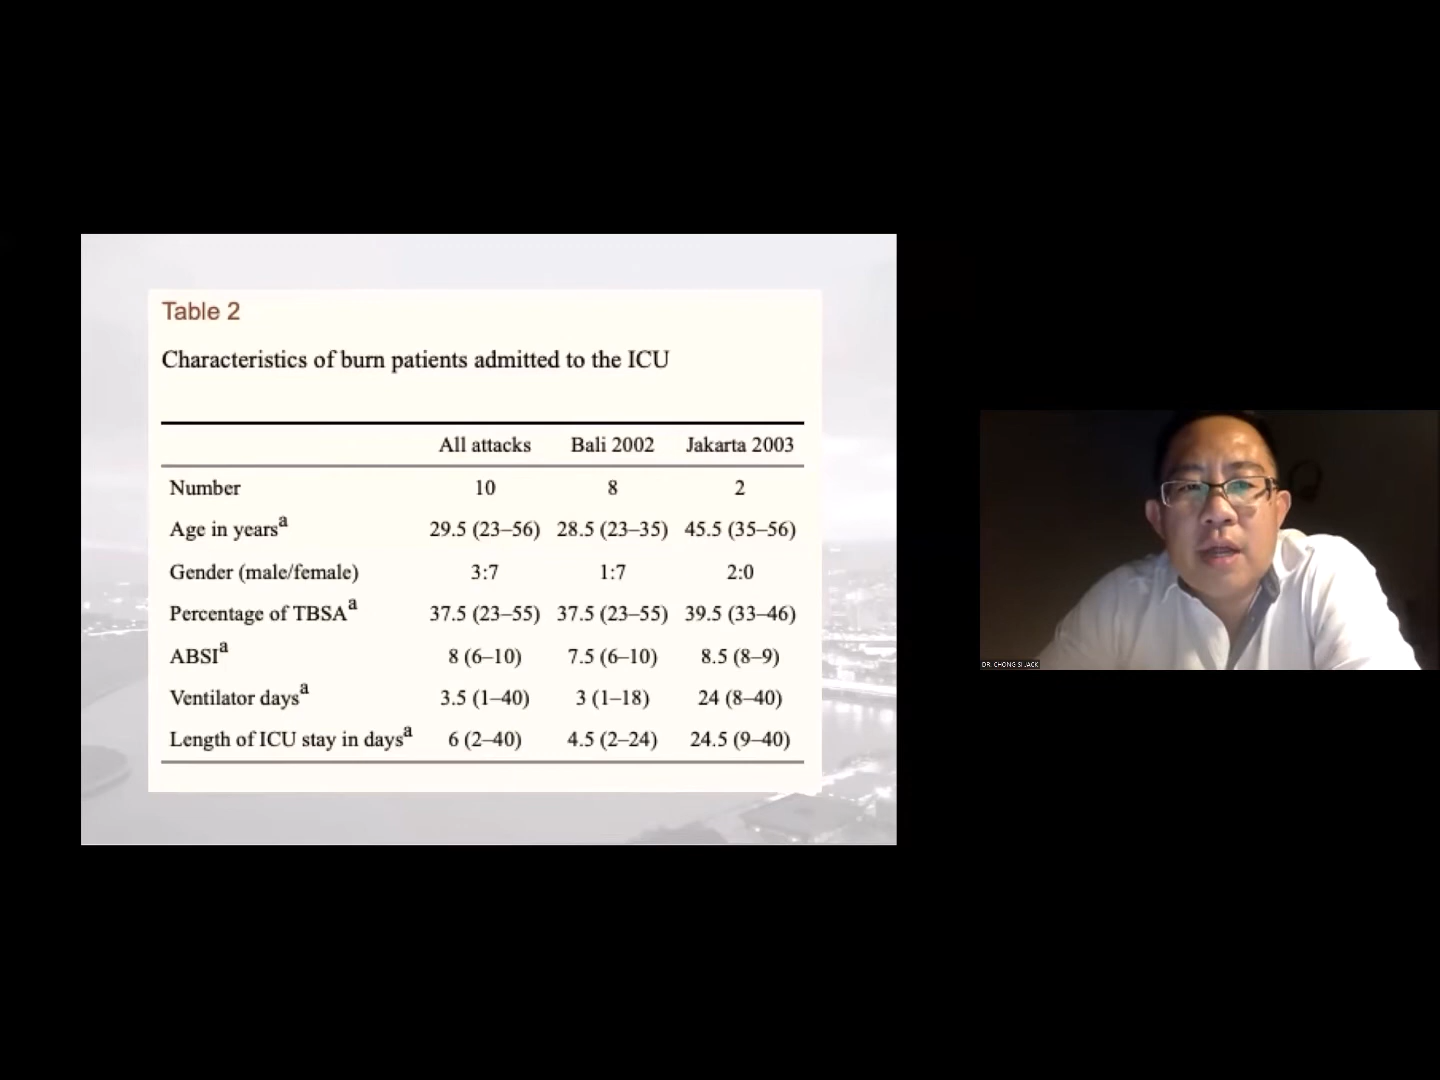 Table 2
Characteristics of burn patients admitted to the ICU
All attacks Bali 2002 Jakarta 2003
Number 10 8 2
Age in yearsa 29.5 (23–56) 28.5 (23–35) 45.5 (35–56)
Gender (male/female) 3:7 1:7 2:0
Percentage of TBSAa 37.5 (23–55) 37.5 (23–55) 39.5 (33–46)
ABSIa 8 (6–10) 7.5 (6–10) 8.5 (8–9)
Ventilator daysa 3.5 (1–40) 3 (1–18) 24 (8–40)
Length of ICU stay in daysa 6 (2–40) 4.5 (2–24) 24.5 (9–40)
DR. CHONG SI JACK